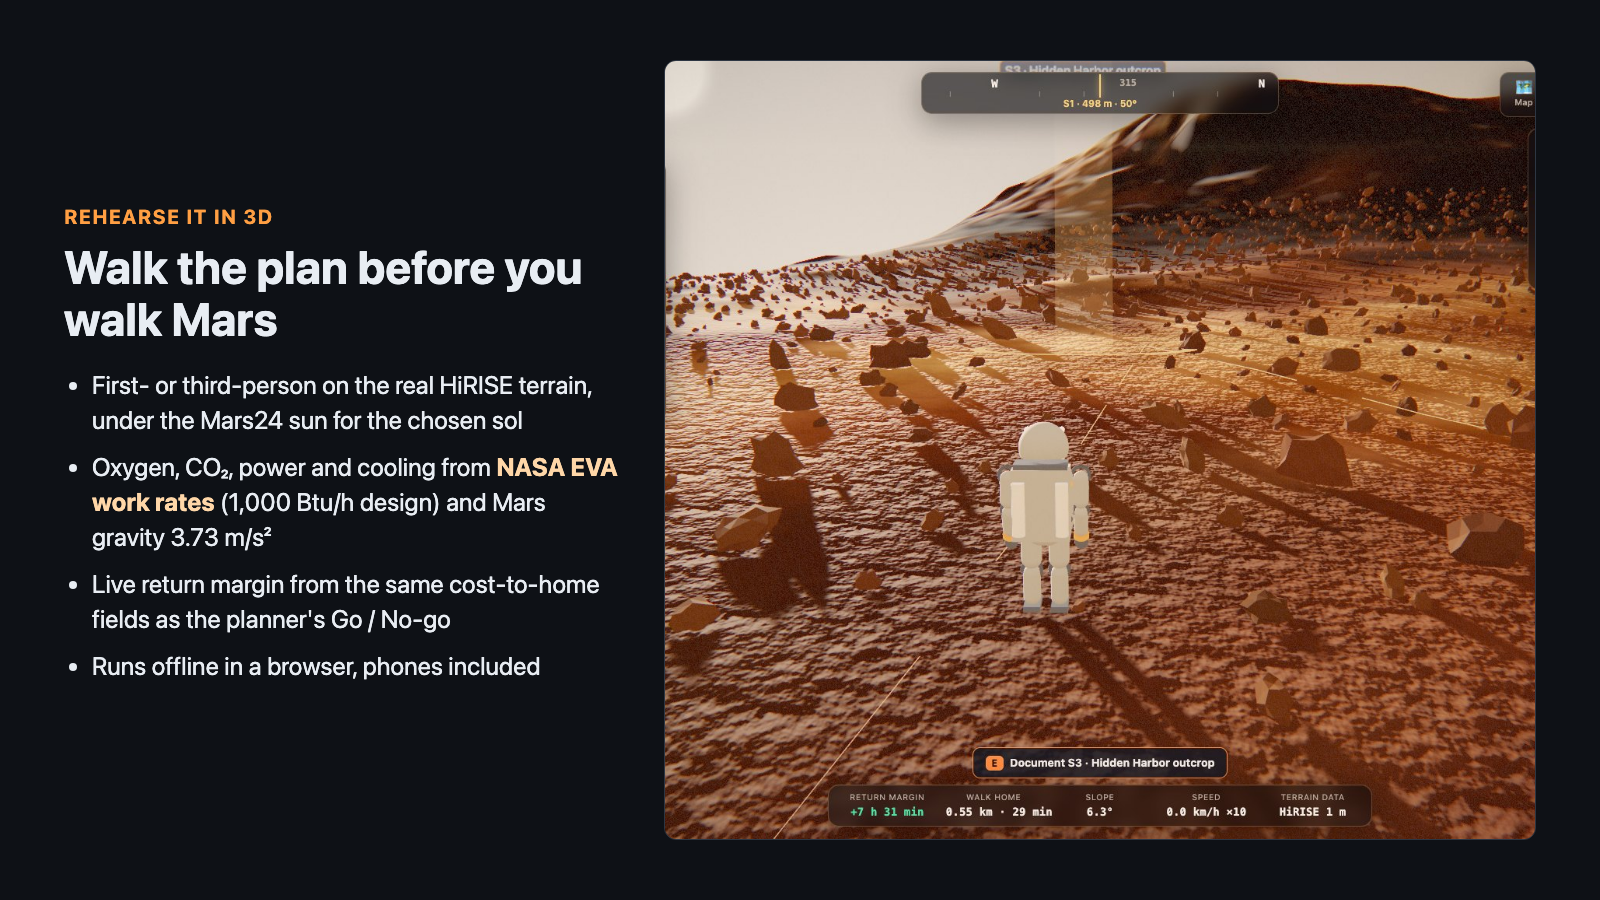 REHEARSE IT IN 3D
Walk the plan before you
walk Mars
• First- or third-person on the real HiRISE terrain,
under the Mars24 sun for the chosen sol
• Oxygen, CO₂, power and cooling from NASA EVA
work rates (1,000 Btu/h design) and Mars
gravity 3.73 m/s²
• Live return margin from the same cost-to-home
fields as the planner's Go / No-go
• Runs offline in a browser, phones included
S3 · Hidden Harbor outcrop
W 315 N
S1 · 498 m · 50°
Map
E Document S3 · Hidden Harbor outcrop
RETURN MARGIN WALK HOME SLOPE SPEED TERRAIN DATA
+7 h 31 min 0.55 km · 29 min 6.3° 0.0 km/h ×10 HiRISE 1 m